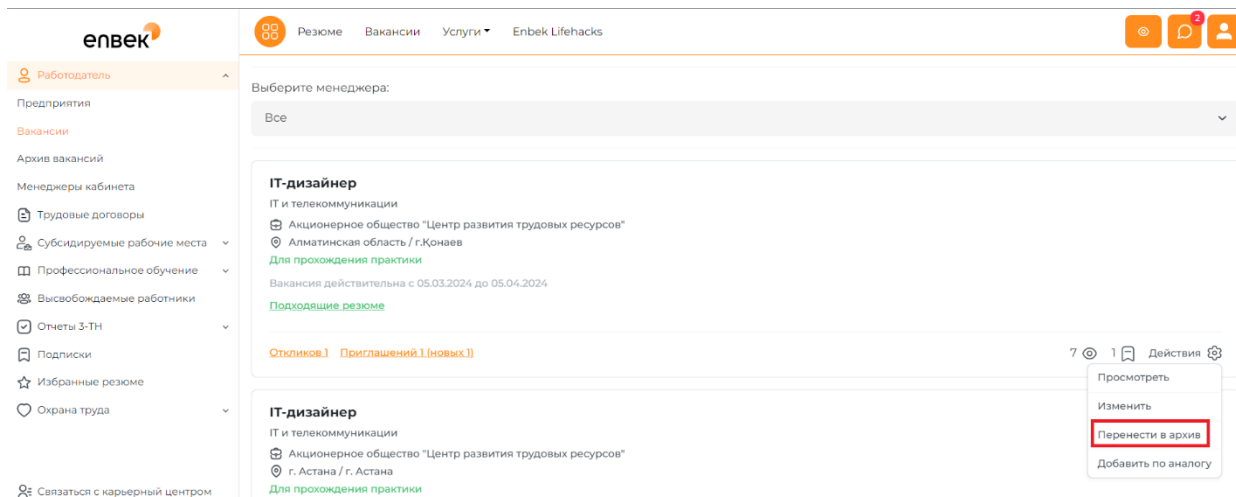 enbek
Резюме Вакансии Услуги Enbek Lifehacks
2
Работодатель
Предприятия
Вакансии
Архив вакансий
Менеджеры кабинета
Трудовые договоры
Субсидируемые рабочие места
Профессиональное обучение
Высвобождаемые работники
Отчеты 3-ТН
Подписки
Избранные резюме
Охрана труда
Связаться с карьерный центром
Выберите менеджера:
Все
IT-дизайнер
IT и телекоммуникации
Акционерное общество "Центр развития трудовых ресурсов"
Алматинская область / г.Қонаев
Для прохождения практики
Вакансия действительна с 05.03.2024 до 05.04.2024
Подходящие резюме
Откликов 1 Приглашений 1 (новых 1)
7 1 Действия
Просмотреть
Изменить
Перенести в архив
Добавить по аналогу
IT-дизайнер
IT и телекоммуникации
Акционерное общество "Центр развития трудовых ресурсов"
г. Астана / г. Астана
Для прохождения практики